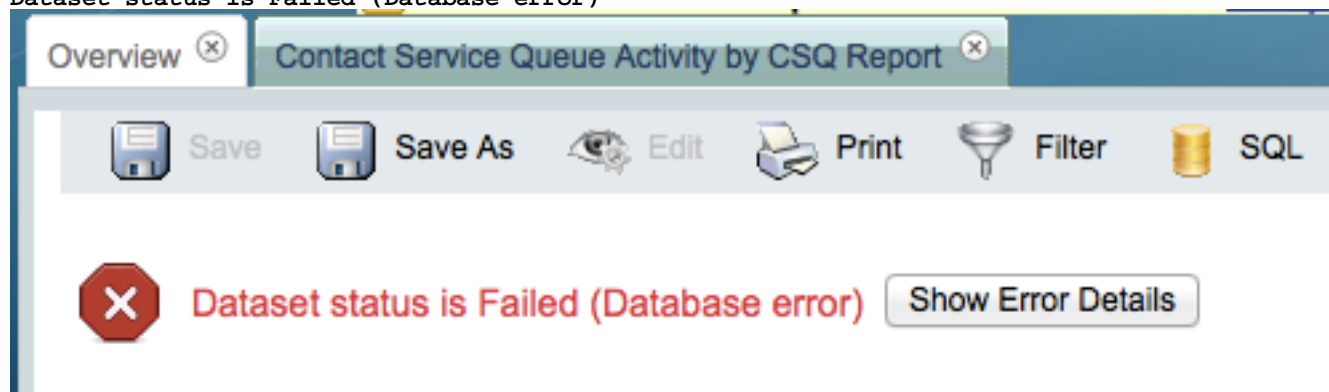 Dataset status is Failed (Database error)
Overview Contact Service Queue Activity by CSQ Report
Save Save As Edit Print Filter SQL
Dataset status is Failed (Database error) Show Error Details